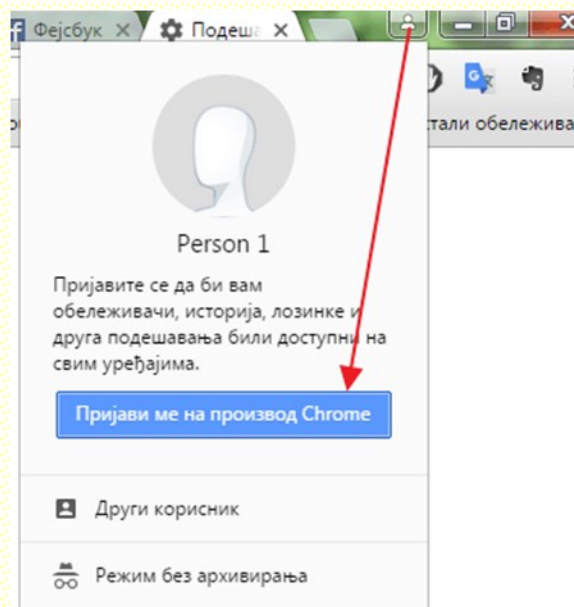 Фејсбук
Подеш
Person 1
Пријавите се да би вам
обележивачи, историја, лозинке и
друга подешавања били доступни на
свим уређајима.
Пријави ме на производ Chrome
Други корисник
Режим без архивирања